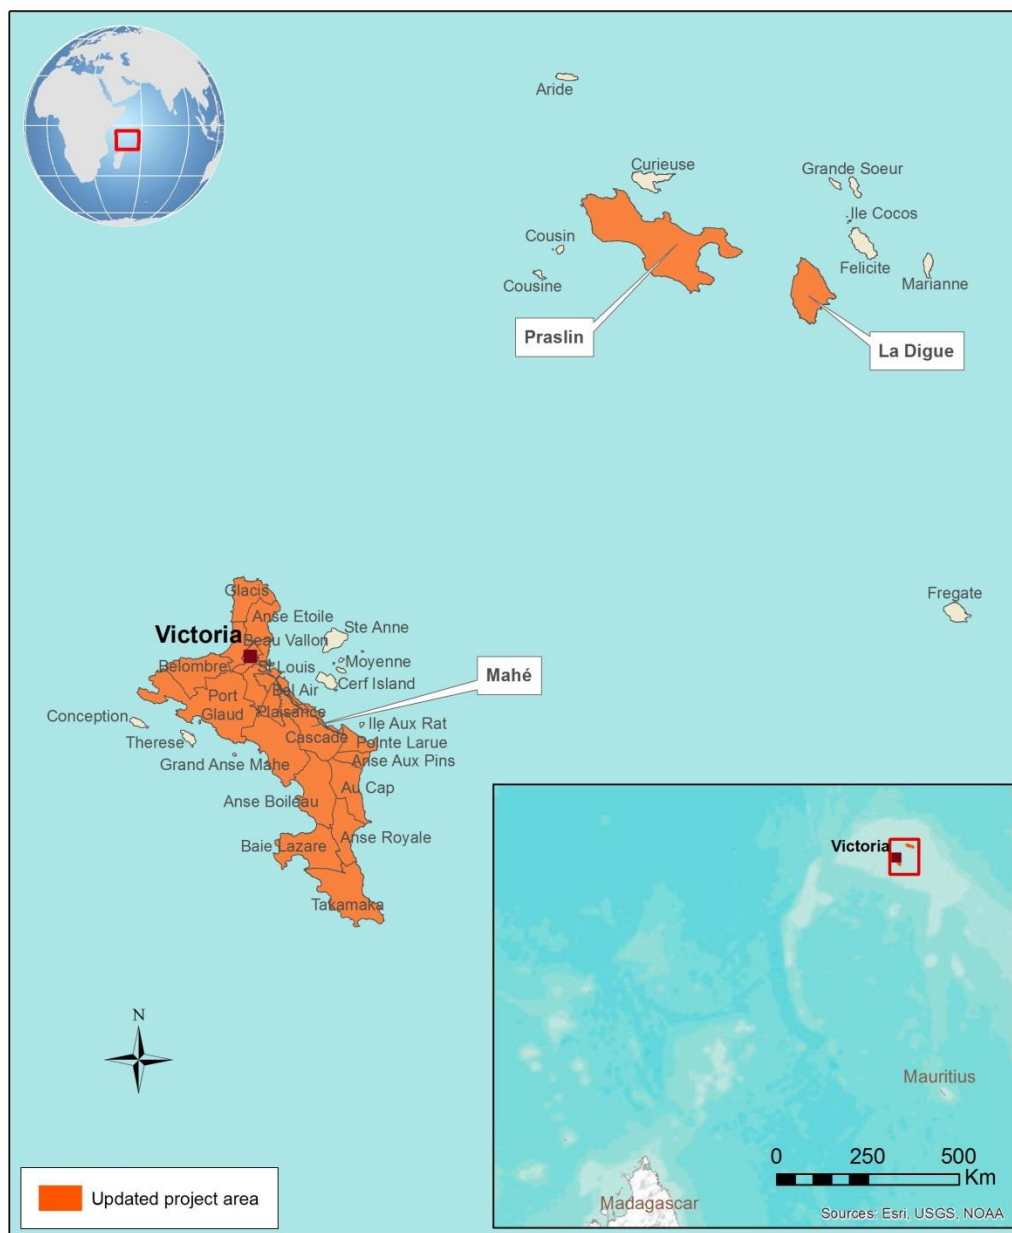 Aride
Curieuse
Grande Soeur
Ile Cocos
Cousin
Felicite
Cousine
Marianne
Praslin
La Digue
Glacis
Fregate
Anse Etoile
Ste Anne
Victoria
Beau Vallon
Belombre
St Louis
Moyenne
Mahé
Bel Air
Cerf Island
Port
Glaud
Plaisance
Conception
Ile Aux Rat
Therese
Cascade
Pointe Larue
Grand Anse Mahe
Anse Aux Pins
Au Cap
Anse Boileau
Anse Royale
Baie Lazare
Takamaka
Victoria
N
Mauritius
0 250 500
Km
Madagascar
Updated project area
Sources: Esri, USGS, NOAA